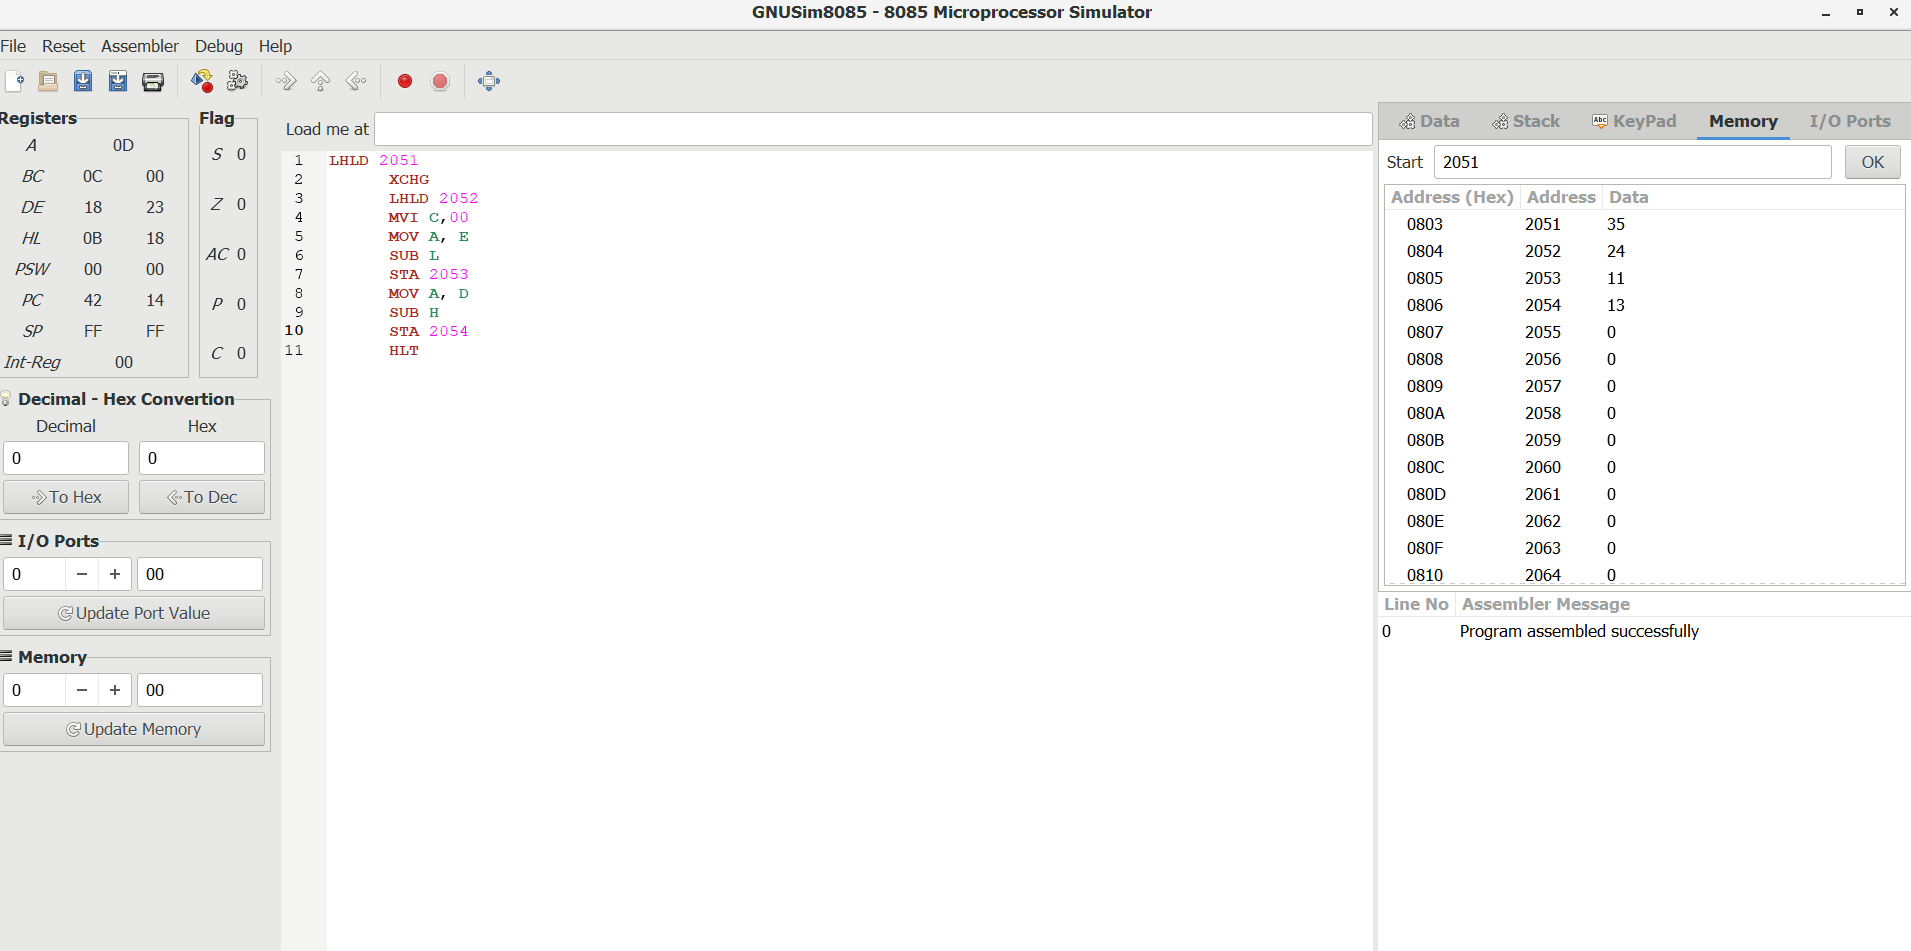 GNUSim8085 - 8085 Microprocessor Simulator
File Reset Assembler Debug Help
Registers
A 0D
BC 0C 00
DE 18 23
HL 0B 18
PSW 00 00
PC 42 14
SP FF FF
Int-Reg 00
Flag
S 0
Z 0
AC 0
P 0
C 0
Decimal - Hex Convertion
Decimal Hex
0 0
To Hex To Dec
I/O Ports
0 − + 00
Update Port Value
Memory
0 − + 00
Update Memory
Load me at
1 LHLD 2051
2 XCHG
3 LHLD 2052
4 MVI C,00
5 MOV A, E
6 SUB L
7 STA 2053
8 MOV A, D
9 SUB H
10 STA 2054
11 HLT
Data Stack Abc KeyPad Memory I/O Ports
Start 2051 OK
Address (Hex) Address Data
0803 2051 35
0804 2052 24
0805 2053 11
0806 2054 13
0807 2055 0
0808 2056 0
0809 2057 0
080A 2058 0
080B 2059 0
080C 2060 0
080D 2061 0
080E 2062 0
080F 2063 0
0810 2064 0
Line No Assembler Message
0 Program assembled successfully